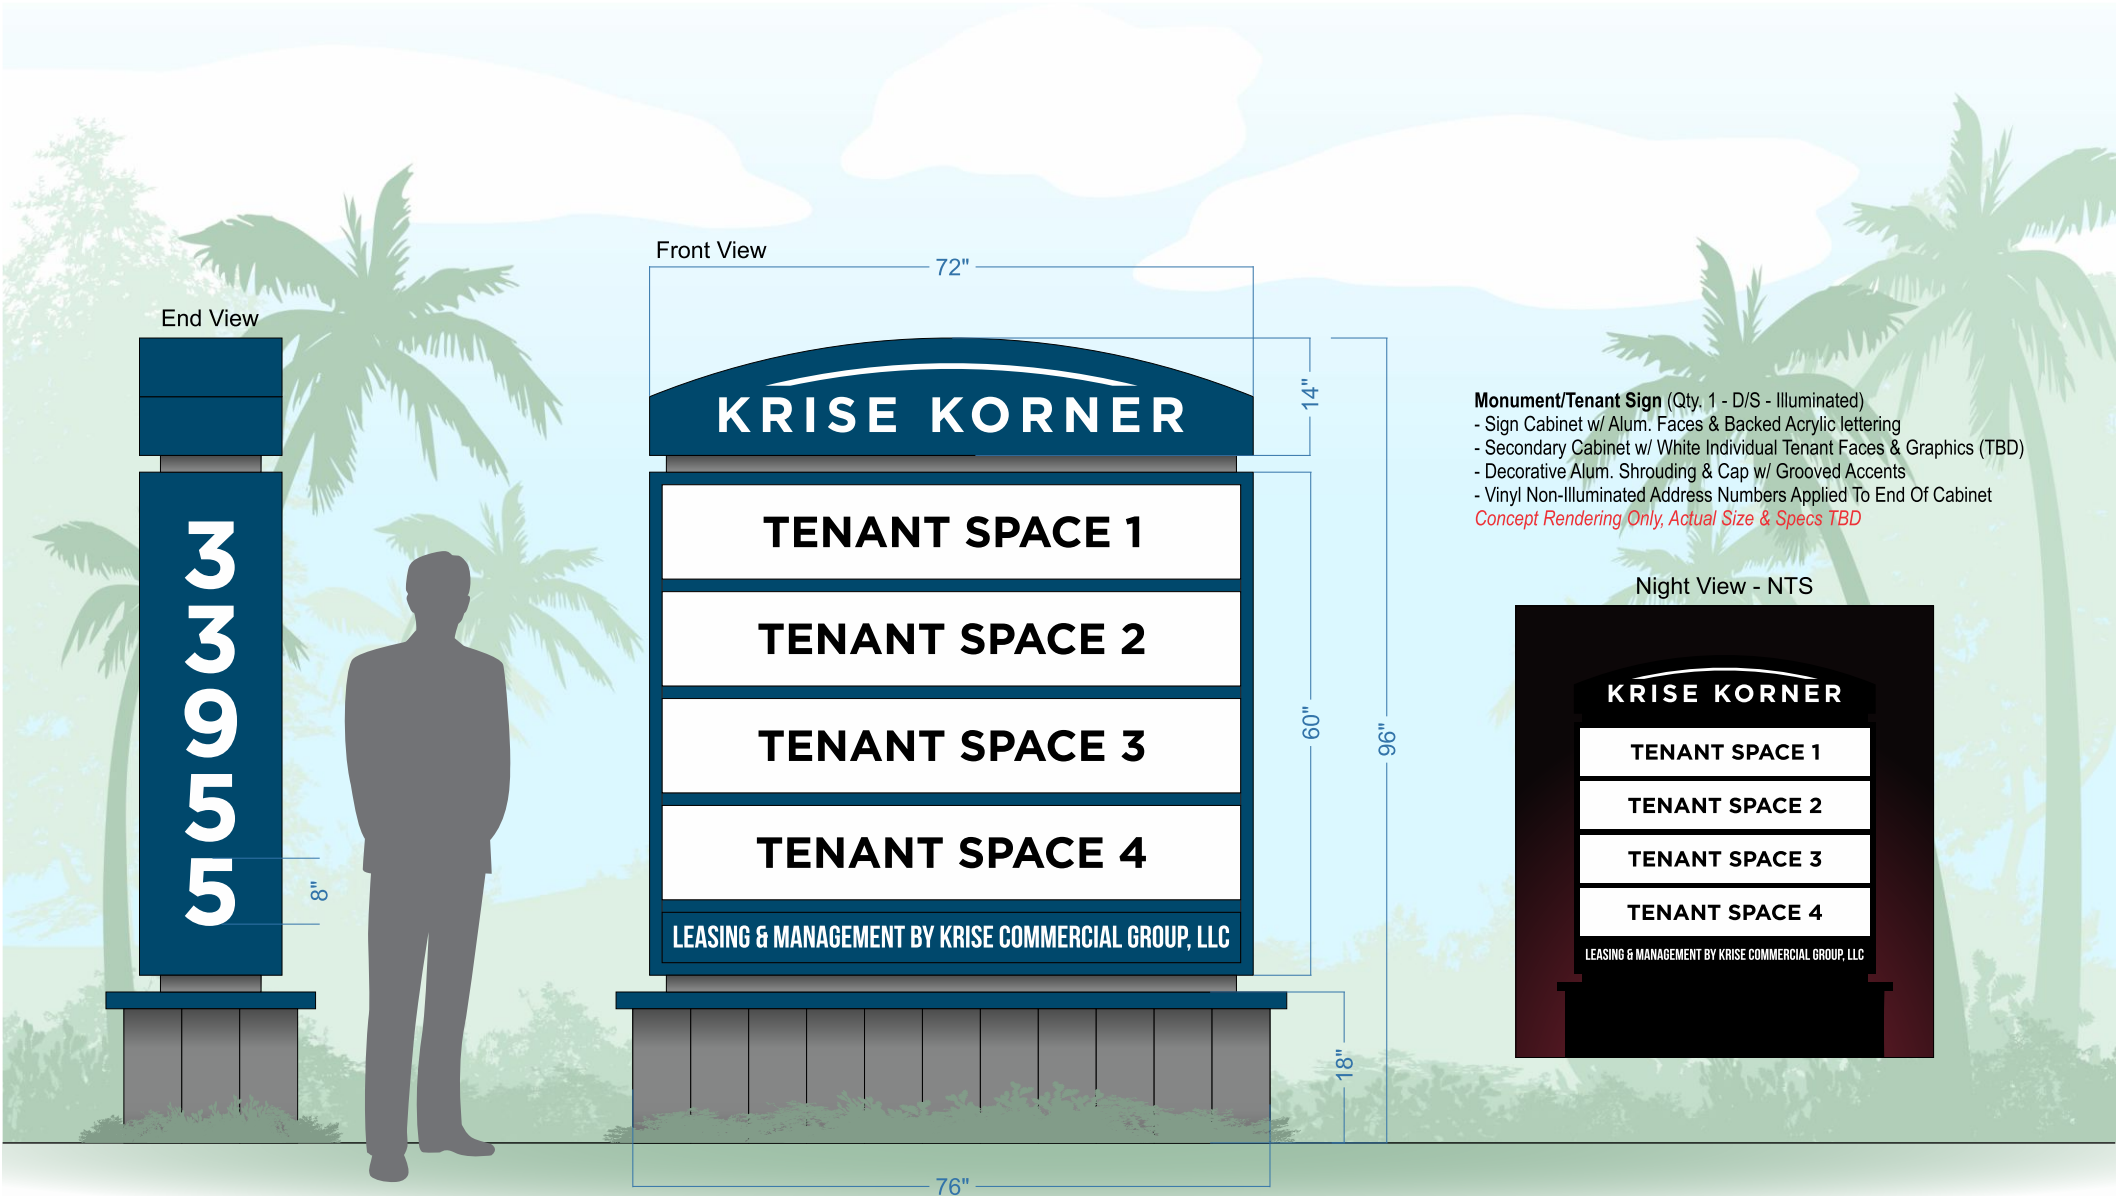 Front View
72"
End View
14"
KRISE KORNER
Monument/Tenant Sign (Qty. 1 - D/S - Illuminated)
- Sign Cabinet w/ Alum. Faces & Backed Acrylic lettering
- Secondary Cabinet w/ White Individual Tenant Faces & Graphics (TBD)
- Decorative Alum. Shrouding & Cap w/ Grooved Accents
- Vinyl Non-Illuminated Address Numbers Applied To End Of Cabinet
Concept Rendering Only, Actual Size & Specs TBD
3
3
9
5
5
8"
TENANT SPACE 1
TENANT SPACE 2
TENANT SPACE 3
TENANT SPACE 4
LEASING & MANAGEMENT BY KRISE COMMERCIAL GROUP, LLC
60"
96"
18"
76"
Night View - NTS
KRISE KORNER
TENANT SPACE 1
TENANT SPACE 2
TENANT SPACE 3
TENANT SPACE 4
LEASING & MANAGEMENT BY KRISE COMMERCIAL GROUP, LLC